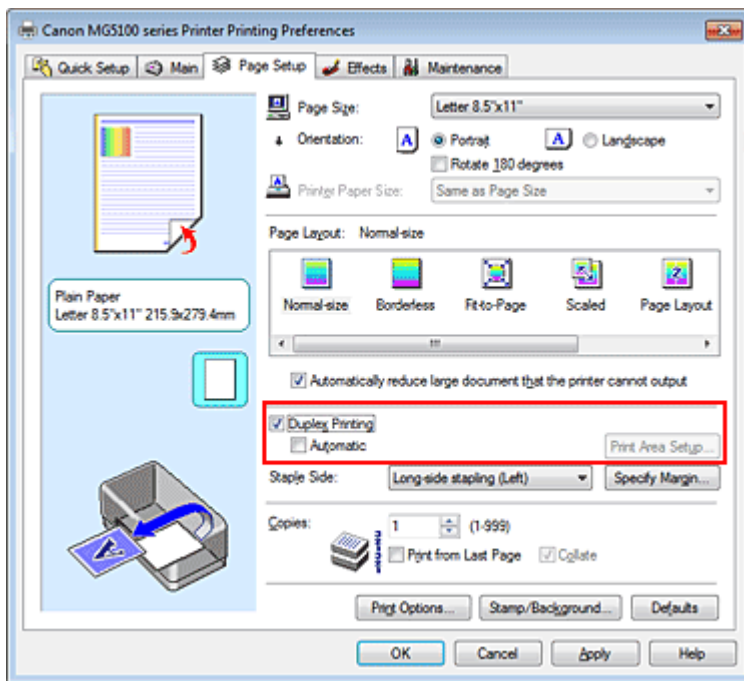 Canon MG5100 series Printer Printing Preferences
Quick Setup Main Page Setup Effects Maintenance
Page Size: Letter 8.5"x11"
Orientation: A Portrait A Landscape
Rotate 180 degrees
Printer Paper Size: Same as Page Size
Page Layout: Normal-size
Normal-size Borderless Fit-to-Page Scaled Page Layout
Plain Paper
Letter 8.5"x11" 215.9x279.4mm
Automatically reduce large document that the printer cannot output
Duplex Printing
Automatic Print Area Setup...
Staple Side: Long-side stapling (Left) Specify Margin...
Copies: 1 (1-999)
Print from Last Page Collate
Print Options... Stamp/Background... Defaults
OK Cancel Apply Help